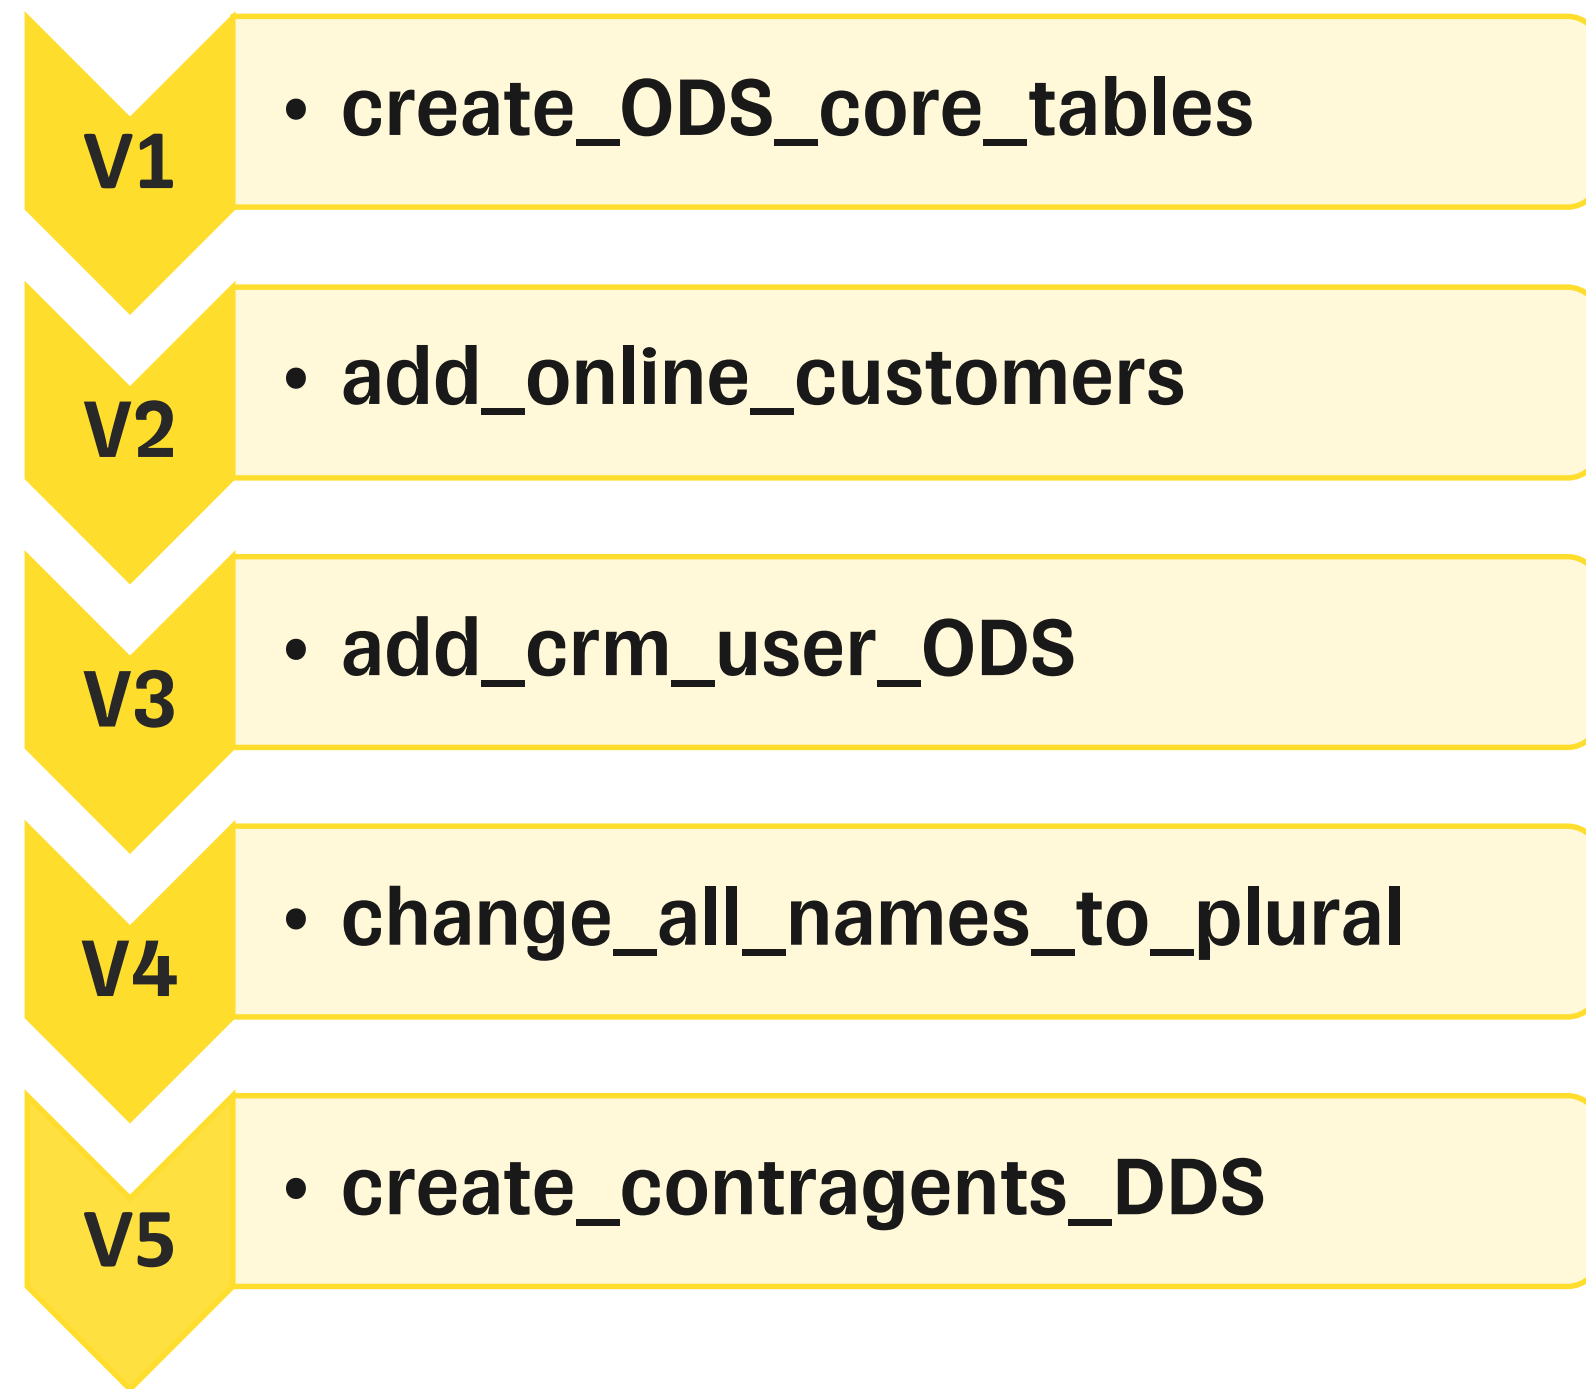 V1
• create_ODS_core_tables
V2
• add_online_customers
V3
• add_crm_user_ODS
V4
• change_all_names_to_plural
V5
• create_contragents_DDS